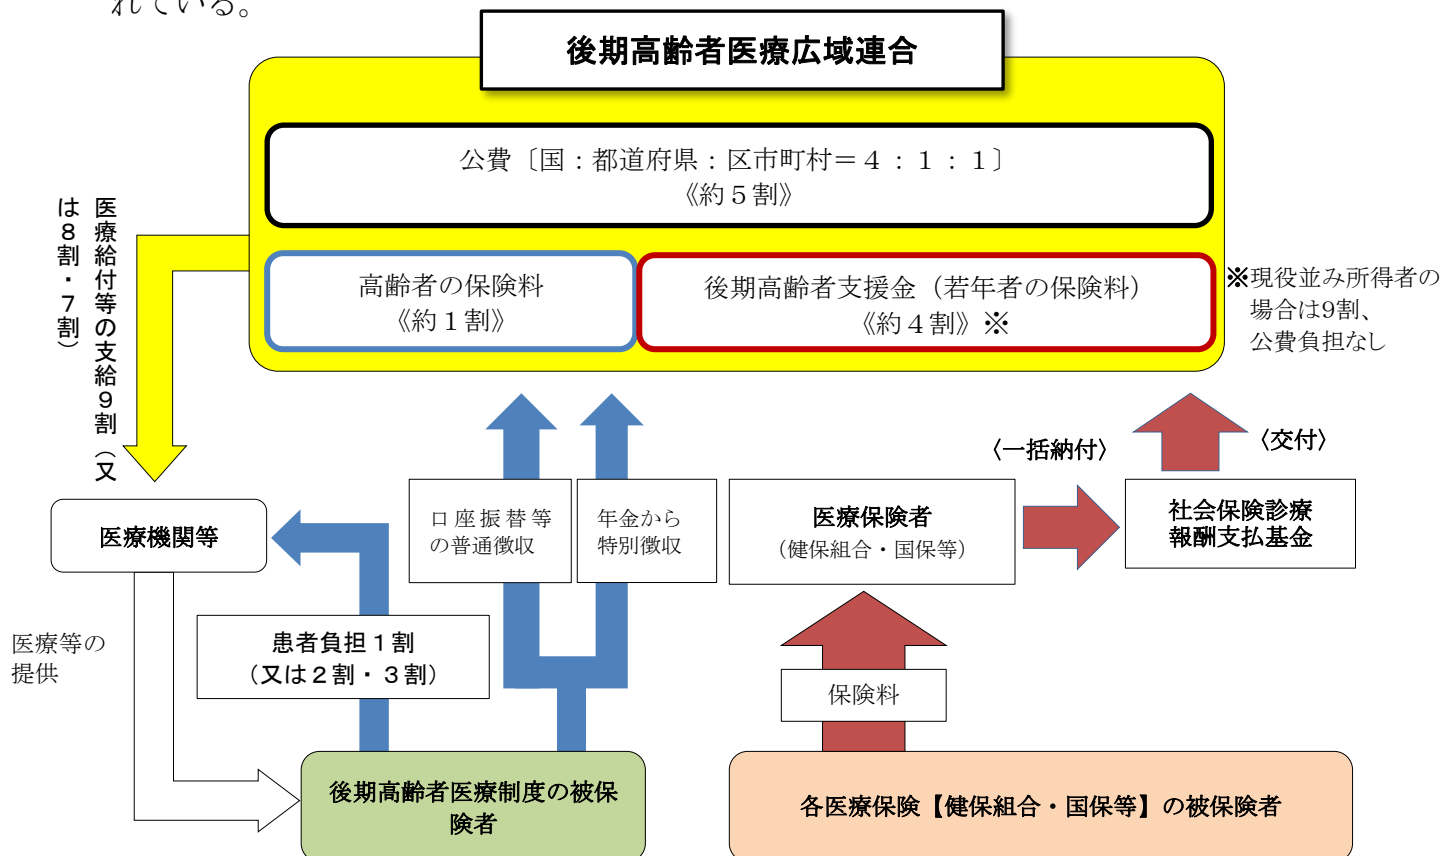 れている。
後期高齢者医療広域連合
公費〔国：都道府県：区市町村＝４：１：１〕
《約５割》
高齢者の保険料
《約１割》
後期高齢者支援金（若年者の保険料）
《約４割》※
※現役並み所得者の
場合は9割、
公費負担なし
医療給付等の支給９割（又
は８割・７割）
〈一括納付〉
〈交付〉
医療機関等
口座振替等
の普通徴収
年金から
特別徴収
医療保険者
（健保組合・国保等）
社会保険診療
報酬支払基金
医療等の
提供
患者負担１割
（又は２割・３割）
保険料
後期高齢者医療制度の被保
険者
各医療保険【健保組合・国保等】の被保険者